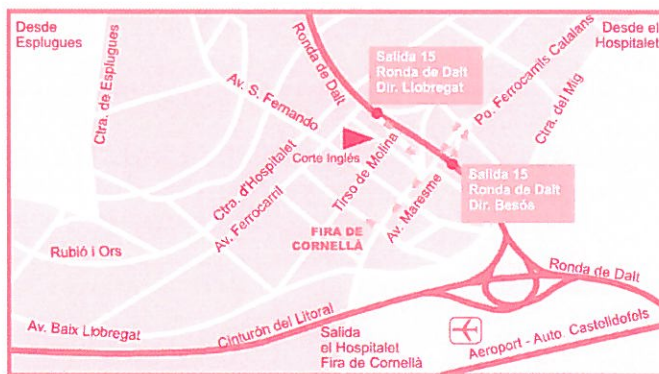 Desde
Esplugues
Desde el
Hospitalet
Ctra. de Esplugues
Ronda de Dalt
Salida 15
Ronda de Dalt
Dir. Llobregat
Po. Ferrocarrils Catalans
Ctra. del Mig
Av. S. Fernando
Corte Inglés
Tirso de Molina
Ctra. d'Hospitalet
Av. Ferrocarril
Av. Maresme
Salida 15
Ronda de Dalt
Dir. Besós
FIRA DE
CORNELLÀ
Rubió i Ors
Ronda de Dalt
Av. Baix Llobregat
Cinturón del Litoral
Salida
el Hospitalet
Fira de Cornellà
Aeroport - Auto. Castelldefels